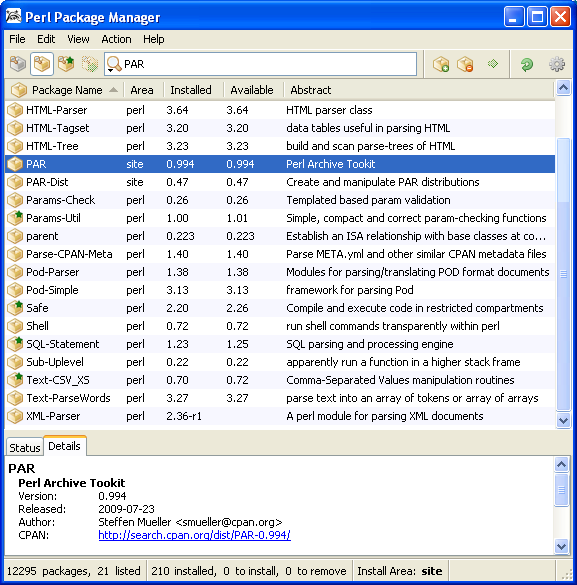 Perl Package Manager
File Edit View Action Help
PAR
Package Name Area Installed Available Abstract
HTML-Parser perl 3.64 3.64 HTML parser class
HTML-Tagset perl 3.20 3.20 data tables useful in parsing HTML
HTML-Tree perl 3.23 3.23 build and scan parse-trees of HTML
PAR site 0.994 0.994 Perl Archive Tookit
PAR-Dist site 0.47 0.47 Create and manipulate PAR distributions
Params-Check perl 0.26 0.26 Templated based param validation
Params-Util perl 1.00 1.01 Simple, compact and correct param-checking functions
parent perl 0.223 0.223 Establish an ISA relationship with base classes at co...
Parse-CPAN-Meta perl 1.40 1.40 Parse META.yml and other similar CPAN metadata files
Pod-Parser perl 1.38 1.38 Modules for parsing/translating POD format documents
Pod-Simple perl 3.13 3.13 framework for parsing Pod
Safe perl 2.20 2.26 Compile and execute code in restricted compartments
Shell perl 0.72 0.72 run shell commands transparently within perl
SQL-Statement perl 1.23 1.25 SQL parsing and processing engine
Sub-Uplevel perl 0.22 0.22 apparently run a function in a higher stack frame
Text-CSV_XS perl 0.70 0.72 Comma-Separated Values manipulation routines
Text-ParseWords perl 3.27 3.27 parse text into an array of tokens or array of arrays
XML-Parser perl 2.36-r1 A perl module for parsing XML documents
Status Details
PAR
Perl Archive Tookit
Version: 0.994
Released: 2009-07-23
Author: Steffen Mueller <smueller@cpan.org>
CPAN: http://search.cpan.org/dist/PAR-0.994/
12295 packages, 21 listed 210 installed, 0 to install, 0 to remove Install Area: site